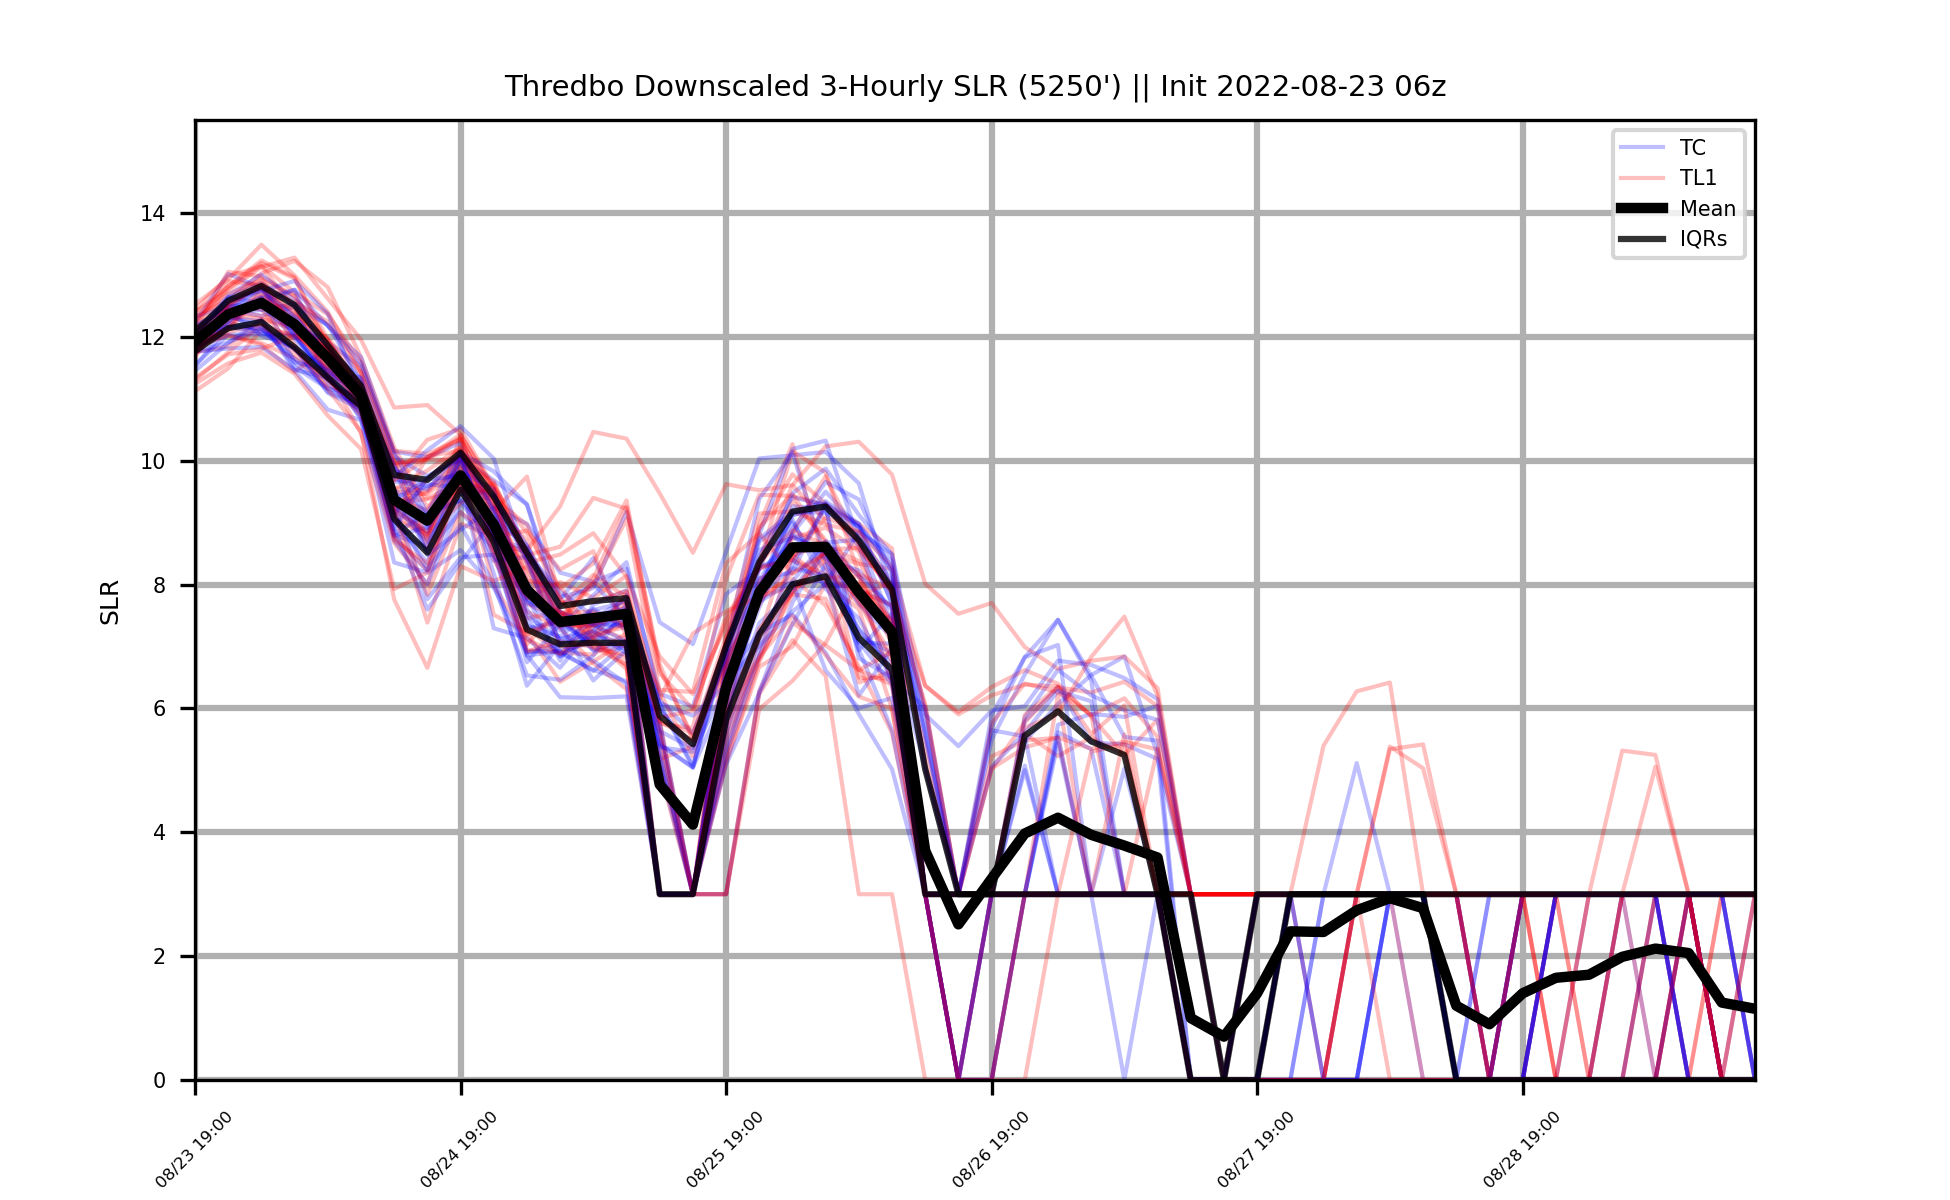 Thredbo Downscaled 3-Hourly SLR (5250') || Init 2022-08-23 06z
TC
TL1
Mean
IQRs
SLR
14
12
10
8
6
4
2
0
08/23 19:00
08/24 19:00
08/25 19:00
08/26 19:00
08/27 19:00
08/28 19:00